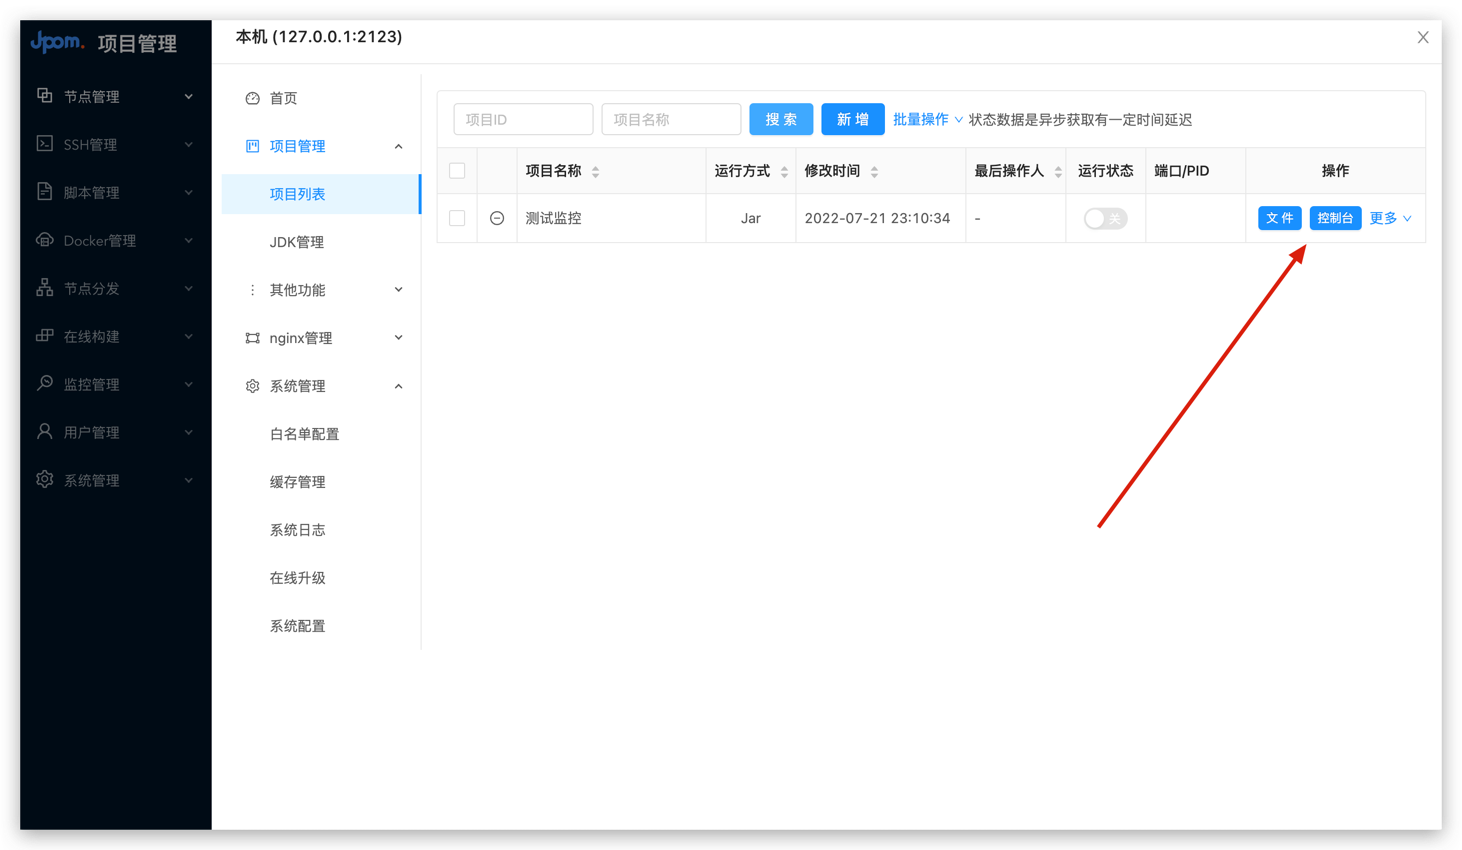 Jpom. 项目管理
节点管理
SSH管理
脚本管理
Docker管理
节点分发
在线构建
监控管理
用户管理
系统管理
本机 (127.0.0.1:2123)
首页
项目管理
项目列表
JDK管理
其他功能
nginx管理
系统管理
白名单配置
缓存管理
系统日志
在线升级
系统配置
项目ID 项目名称 搜 索 新 增 批量操作 状态数据是异步获取有一定时间延迟
项目名称 运行方式 修改时间 最后操作人 运行状态 端口/PID 操作
测试监控 Jar 2022-07-21 23:10:34 - 关 文 件 控制台 更多